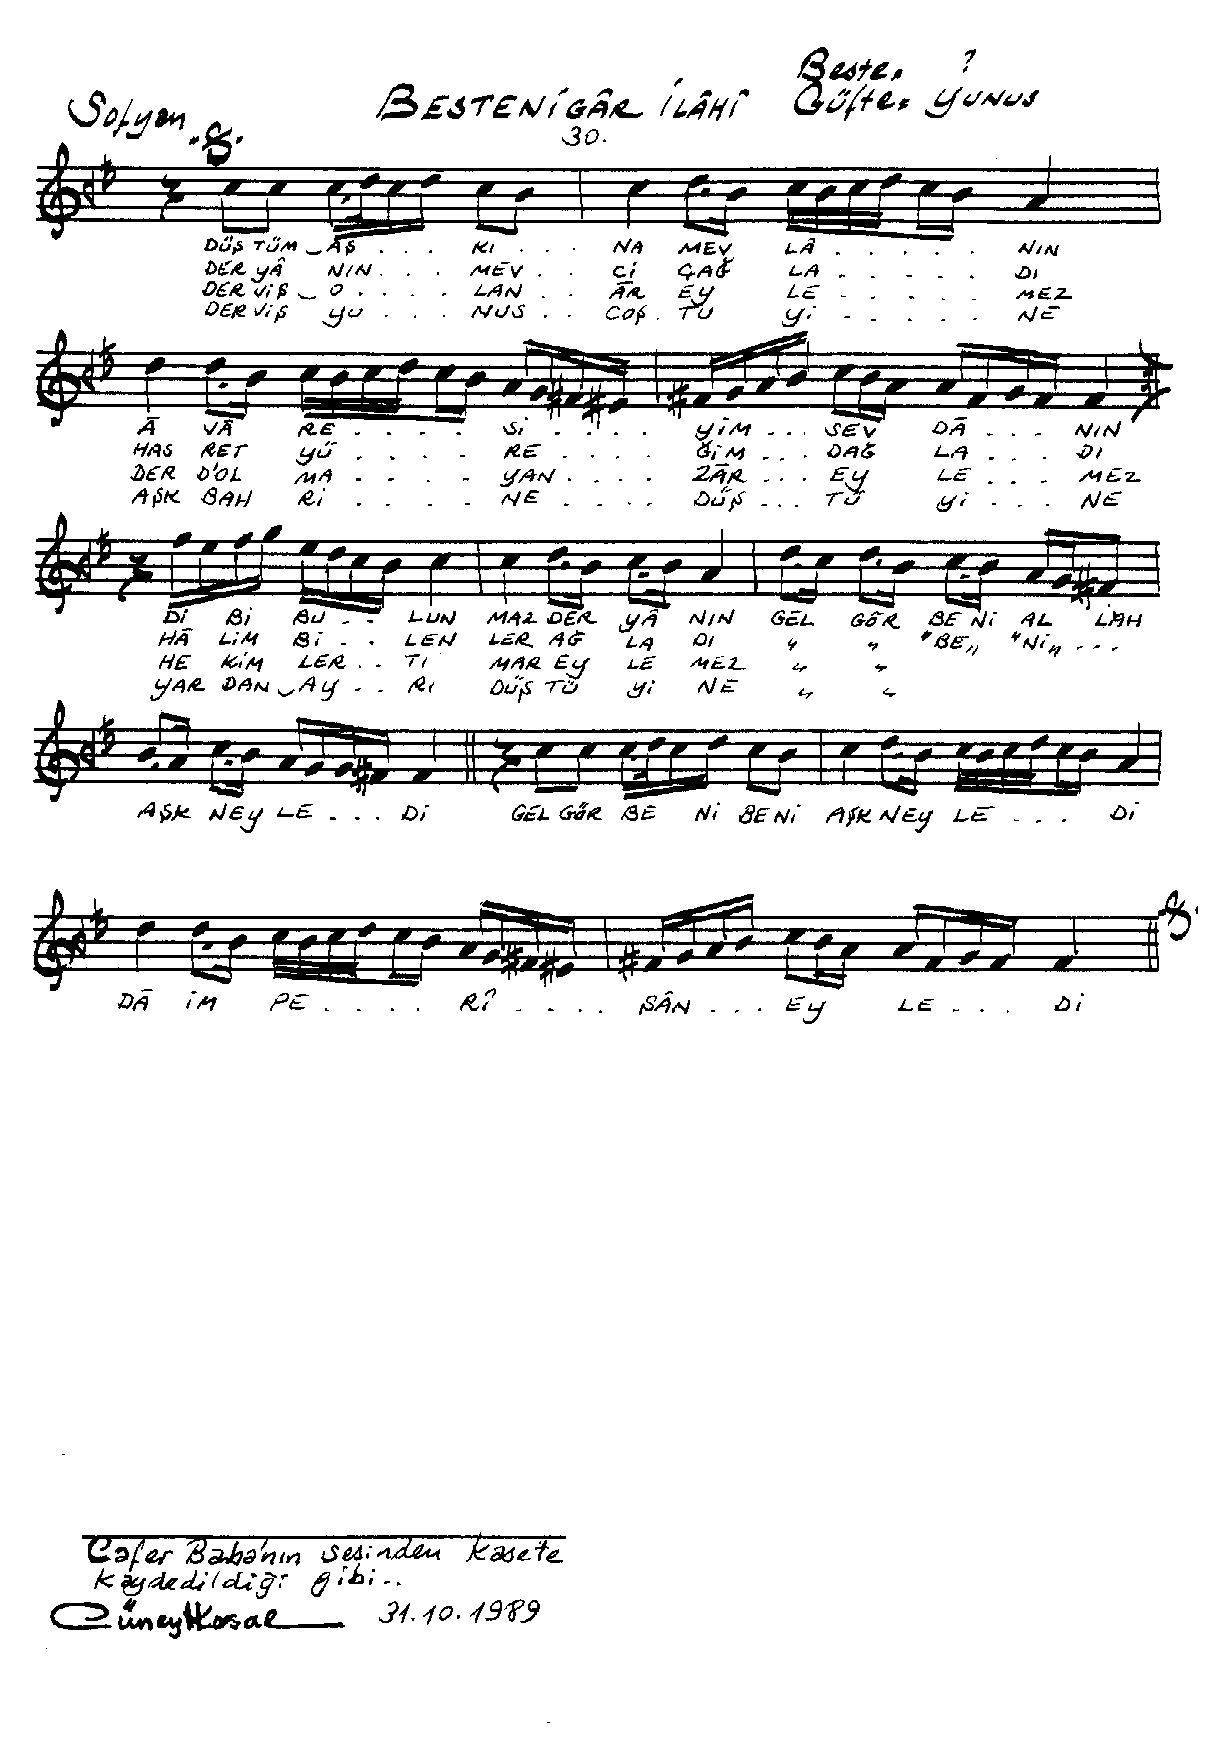 Beste. ?
Sofyan BESTENİGÂR İLÂHÎ Güfte. YUNUS
30.
DÜŞ TÜM AŞ . . . KI . . . NA MEV LÂ . . . . . NIN
DER YÂ NIN . . . MEV . . Cİ ÇAĞ LA . . . . . DI
DER VİŞ O . . . . LAN . . ÂR EY LE . . . . . MEZ
DER VİŞ YU . . . NUS . . COŞ . TU Yİ . . . . . NE
Â VÂ RE . . . . . Sİ . . . . . YİM . . . SEV DÂ . . . NIN
HAS RET YÜ . . . . . RE . . . . ĞİM . . . DAĞ LA . . . DI
DER D'OL MA . . . . . YAN . . . . ZÂR . . . EY LE . . . MEZ
AŞK BAH Rİ . . . . . NE . . . . DÜŞ . . . TÜ Yİ . . . NE
Dİ Bİ BU . . LUN MAZ DER YÂ NIN GEL GÖR BE Nİ AL LAH
HÂ LİM Bİ . . LEN LER AĞ LA DI " " "BE" "Nİ" . . .
HE KİM LER . . TI MAR EY LE MEZ " "
YAR DAN AY . . RI DÜŞ TÜ Yİ NE " "
AŞK NEY LE . . . Dİ GEL GÖR BE Nİ BE Nİ AŞK NEY LE . . . Dİ
DÂ İM PE . . . . RÎ . . . . ŞÂN . . . EY LE . . . Dİ
Cafer Baba'nın sesinden kasete
kaydedildiği gibi..
Cüneyt Kosal 31.10.1989